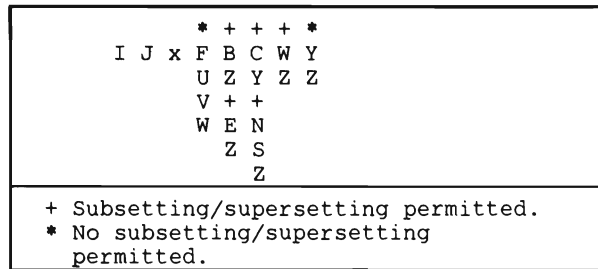 * + + + *
I J x F B C W Y
U Z Y Z Z
V + +
W E N
Z S
Z
+ Subsetting/supersetting permitted.
* No subsetting/supersetting
permitted.